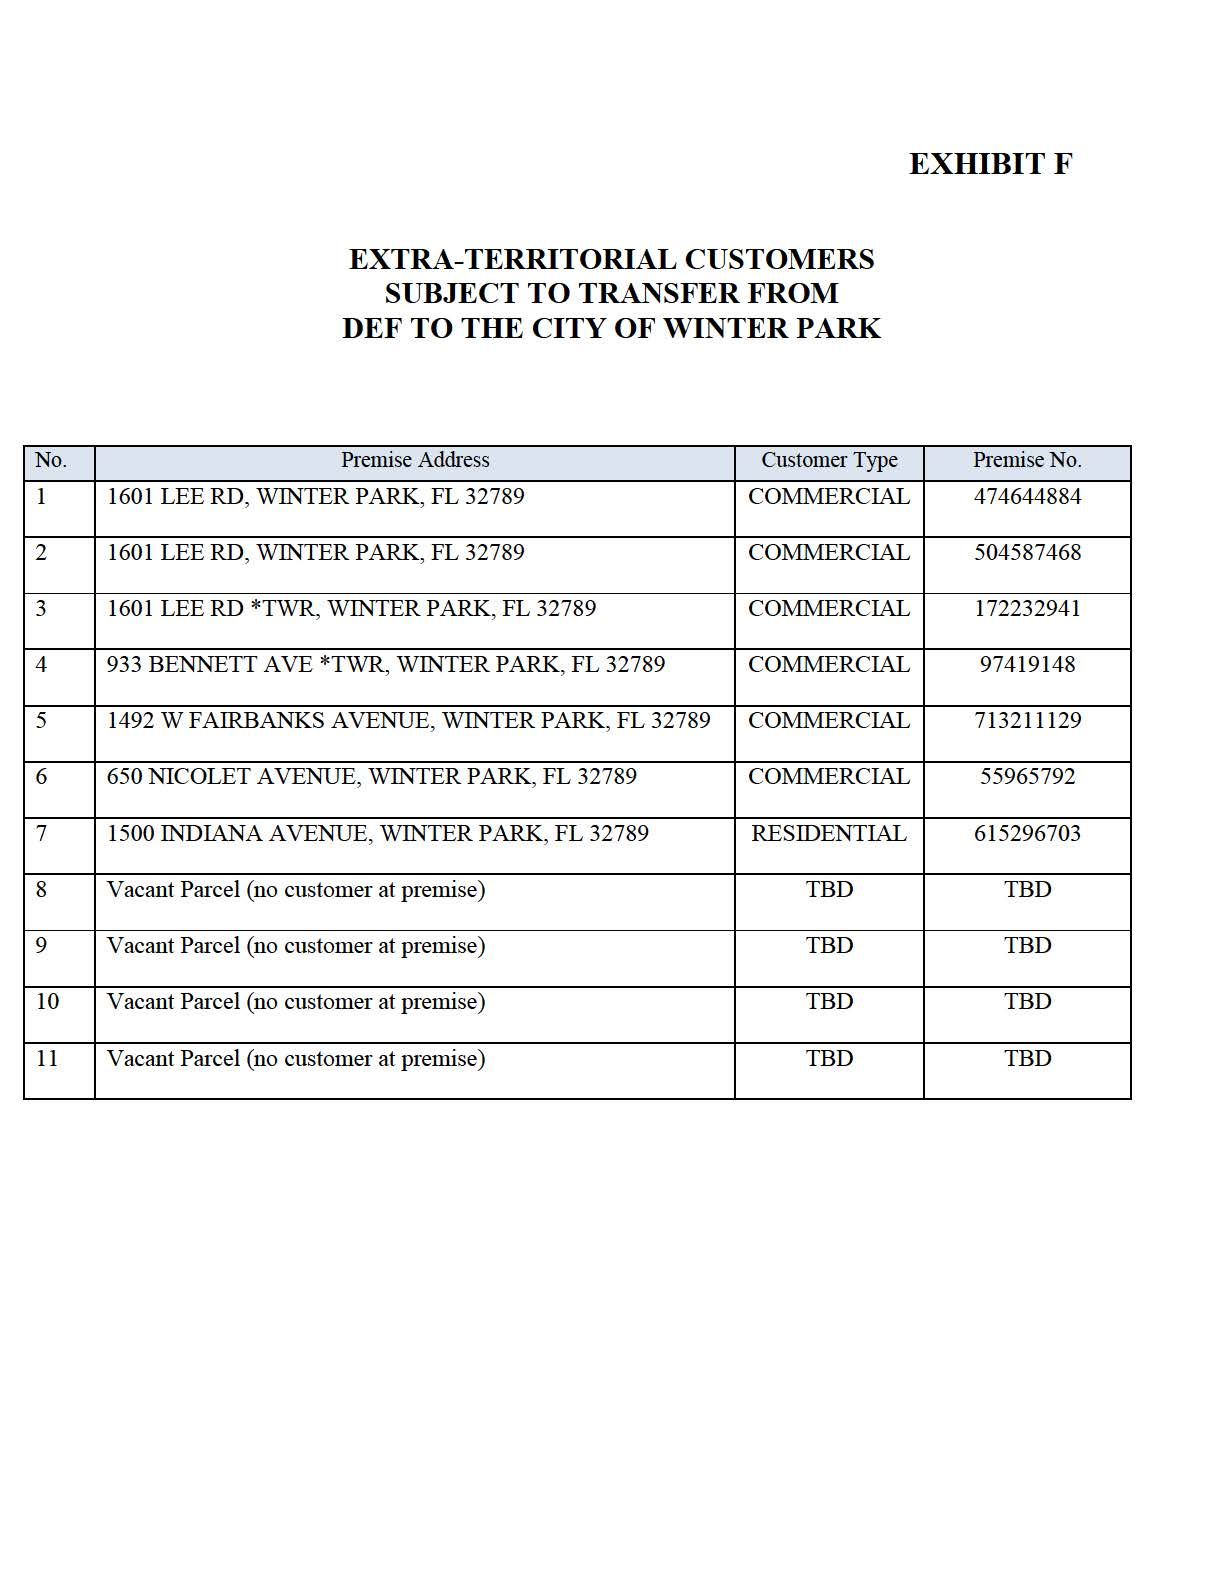 EXHIBIT F
EXTRA-TERRITORIAL CUSTOMERS
SUBJECT TO TRANSFER FROM
DEF TO THE CITY OF WINTER PARK
No. Premise Address Customer Type Premise No.
1 1601 LEE RD, WINTER PARK, FL 32789 COMMERCIAL 474644884
2 1601 LEE RD, WINTER PARK, FL 32789 COMMERCIAL 504587468
3 1601 LEE RD *TWR, WINTER PARK, FL 32789 COMMERCIAL 172232941
4 933 BENNETT AVE *TWR, WINTER PARK, FL 32789 COMMERCIAL 97419148
5 1492 W FAIRBANKS AVENUE, WINTER PARK, FL 32789 COMMERCIAL 713211129
6 650 NICOLET AVENUE, WINTER PARK, FL 32789 COMMERCIAL 55965792
7 1500 INDIANA AVENUE, WINTER PARK, FL 32789 RESIDENTIAL 615296703
8 Vacant Parcel (no customer at premise) TBD TBD
9 Vacant Parcel (no customer at premise) TBD TBD
10 Vacant Parcel (no customer at premise) TBD TBD
11 Vacant Parcel (no customer at premise) TBD TBD